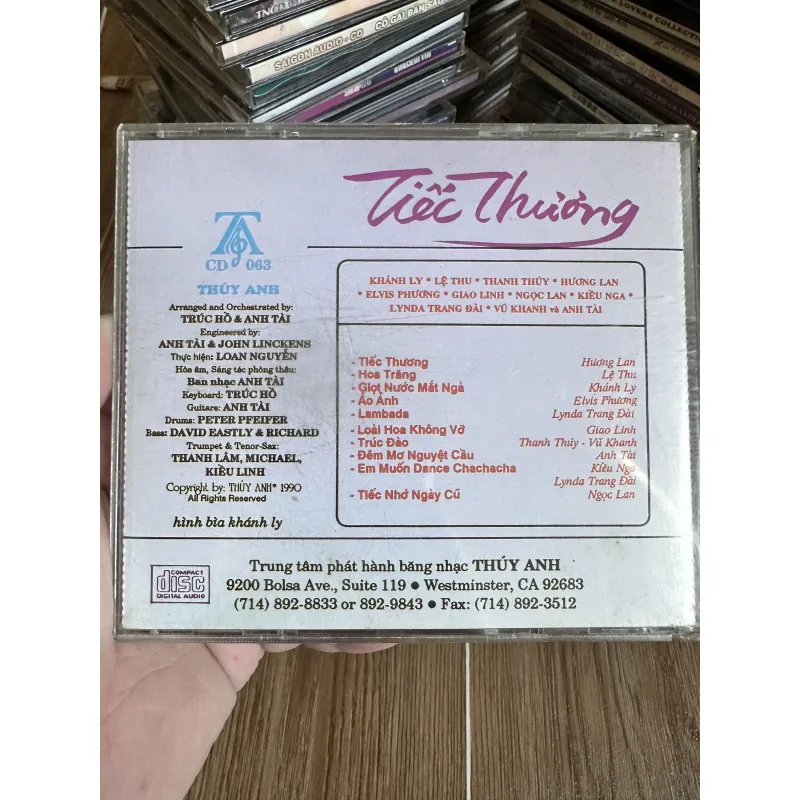 SAIGON AUDIO • CD
LOVERS COLLECTI
Tiếc Thương
TA
CD 063
THÚY ANH
Arranged and Orchestrated by:
TRÚC HỒ & ANH TÀI
Engineered by:
ANH TÀI & JOHN LINCKENS
Thực hiện: LOAN NGUYỄN
Hòa âm, Sáng tác phòng thâu:
Ban nhạc ANH TÀI
Keyboard: TRÚC HỒ
Guitare: ANH TÀI
Drums: PETER PFEIFER
Bass: DAVID EASTLY & RICHARD
Trumpet & Tenor-Sax:
THANH LÂM, MICHAEL,
KIỀU LINH
Copyright by: THÚY ANH* 1990
All Rights Reserved
hình bìa khánh ly
KHÁNH LY * LỆ THU * THANH THÚY * HƯƠNG LAN
* ELVIS PHƯƠNG * GIAO LINH * NGỌC LAN * KIỀU NGA *
LYNDA TRANG ĐÀI * VŨ KHANH và ANH TÀI
- Tiếc Thương Hương Lan
- Hoa Trắng Lệ Thu
- Giọt Nước Mắt Ngà Khánh Ly
- Ảo Ảnh Elvis Phương
- Lambada Lynda Trang Đài
- Loài Hoa Không Vỡ Giao Linh
- Trúc Đào Thanh Thúy - Vũ Khanh
- Đêm Mơ Nguyệt Cầu Anh Tài
- Em Muốn Dance Chachacha Kiều Nga
Lynda Trang Đài
- Tiếc Nhớ Ngày Cũ Ngọc Lan
COMPACT
disc
DIGITAL AUDIO
Trung tâm phát hành băng nhạc THÚY ANH
9200 Bolsa Ave., Suite 119 • Westminster, CA 92683
(714) 892-8833 or 892-9843 • Fax: (714) 892-3512